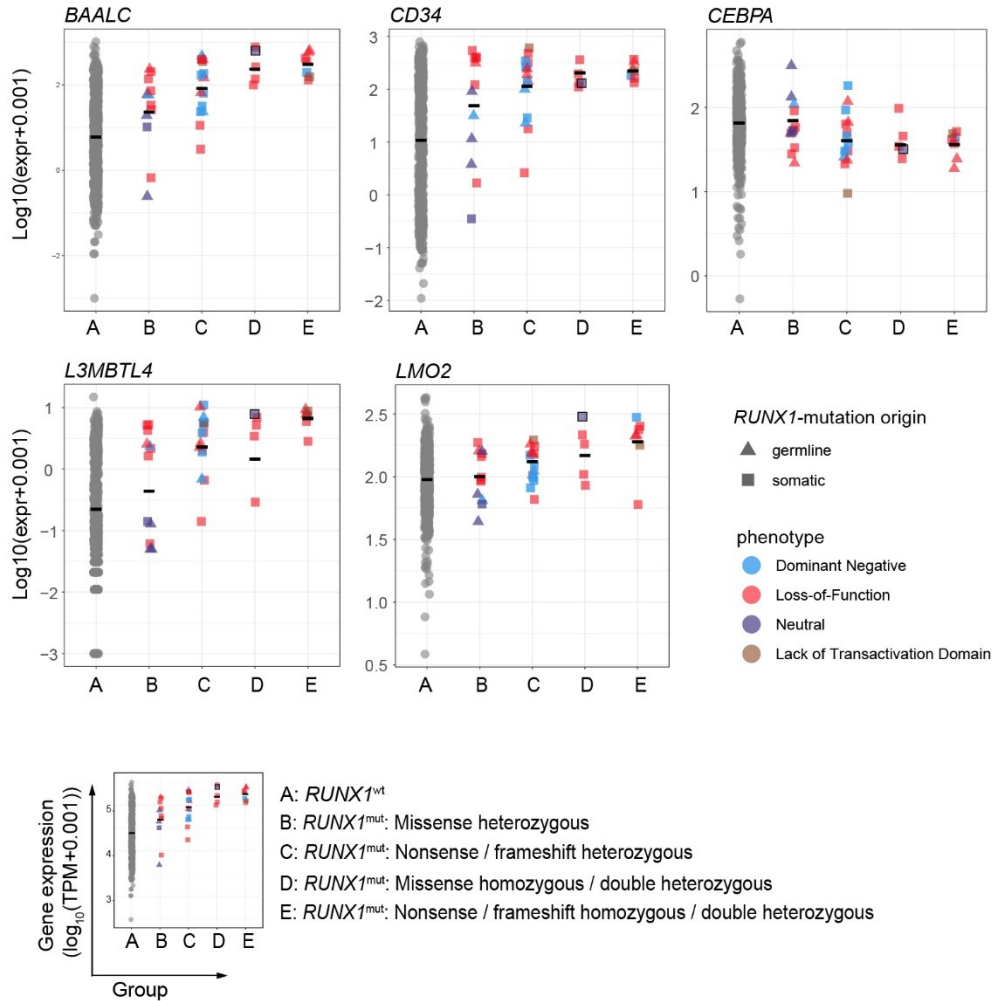 BAALC
CD34
CEBPA
Log10(expr+0.001)
2
0
−2
A B C D E
3
2
1
0
−1
−2
A B C D E
2
1
0
A B C D E
L3MBTL4
LMO2
Log10(expr+0.001)
1
0
−1
−2
−3
A B C D E
2.5
2.0
1.5
1.0
0.5
A B C D E
RUNX1-mutation origin
germline
somatic
phenotype
Dominant Negative
Loss-of-Function
Neutral
Lack of Transactivation Domain
Gene expression
(log10(TPM+0.001))
5
4
3
A B C D E
Group
A: RUNX1wt
B: RUNX1mut: Missense heterozygous
C: RUNX1mut: Nonsense / frameshift heterozygous
D: RUNX1mut: Missense homozygous / double heterozygous
E: RUNX1mut: Nonsense / frameshift homozygous / double heterozygous